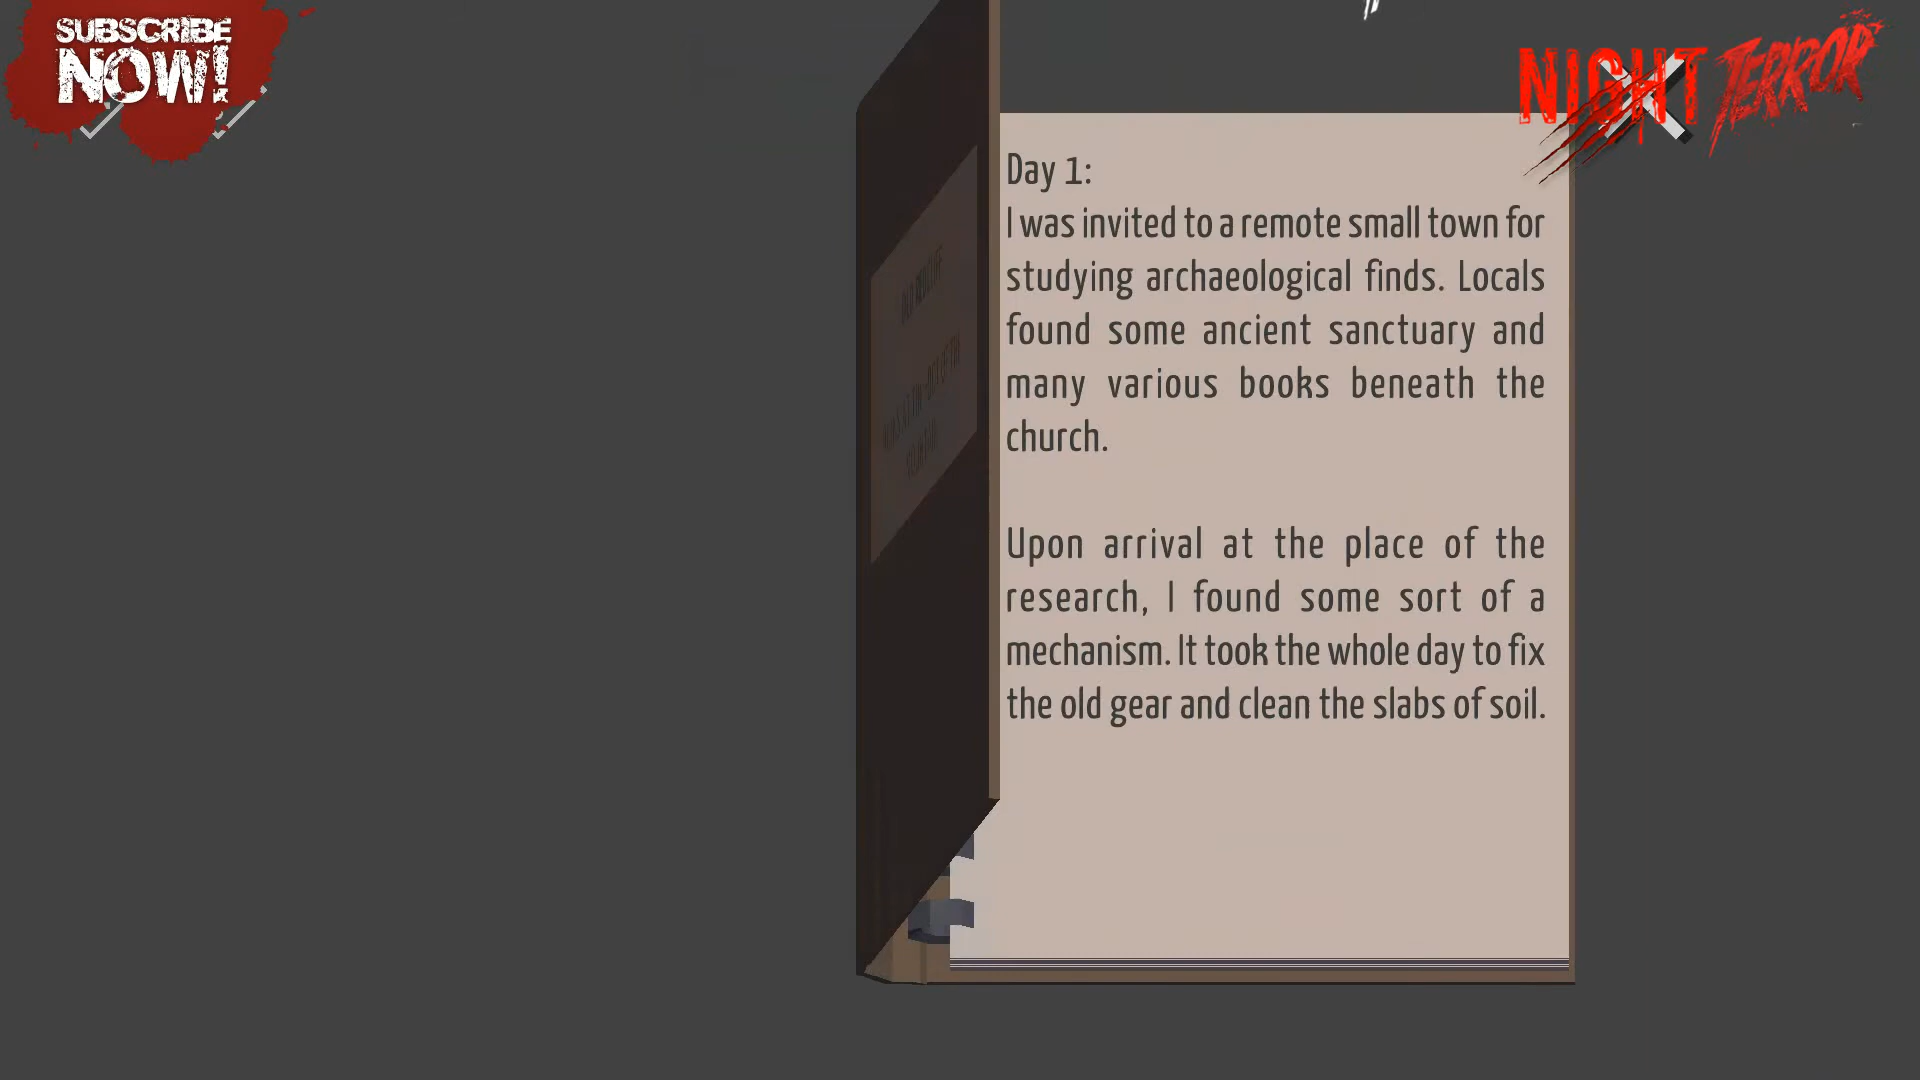 SUBSCRIBE
NOW!
NIGHT TERROR
Day 1:
I was invited to a remote small town for
studying archaeological finds. Locals
found some ancient sanctuary and
many various books beneath the
church.
Upon arrival at the place of the
research, I found some sort of a
mechanism. It took the whole day to fix
the old gear and clean the slabs of soil.